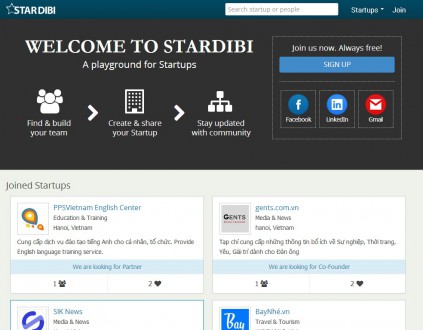 STARDIBI
Search startup or people
Startups
Join
WELCOME TO STARDIBI
A playground for Startups
Find & build
your team
Create & share
your Startup
Stay updated
with community
Join us now. Always free!
SIGN UP
Facebook
LinkedIn
Gmail
Joined Startups
PPSVietnam English Center
Education & Training
Hanoi, Vietnam
Cung cấp dịch vụ đào tạo tiếng Anh cho cá nhân, tổ chức. Provide
English language training service.
We are looking for Partner
1
2
GENTS
gents.com.vn
Media & News
hanoi, Vietnam
Tạp chí cung cấp những thông tin bổ ích về Sự nghiệp, Thời trang,
Yêu, Giải trí dành cho Đàn ông
We are looking for Co-Founder
1
2
SIK News
Media & News
Bay
BayNhé.vn
Travel & Tourism